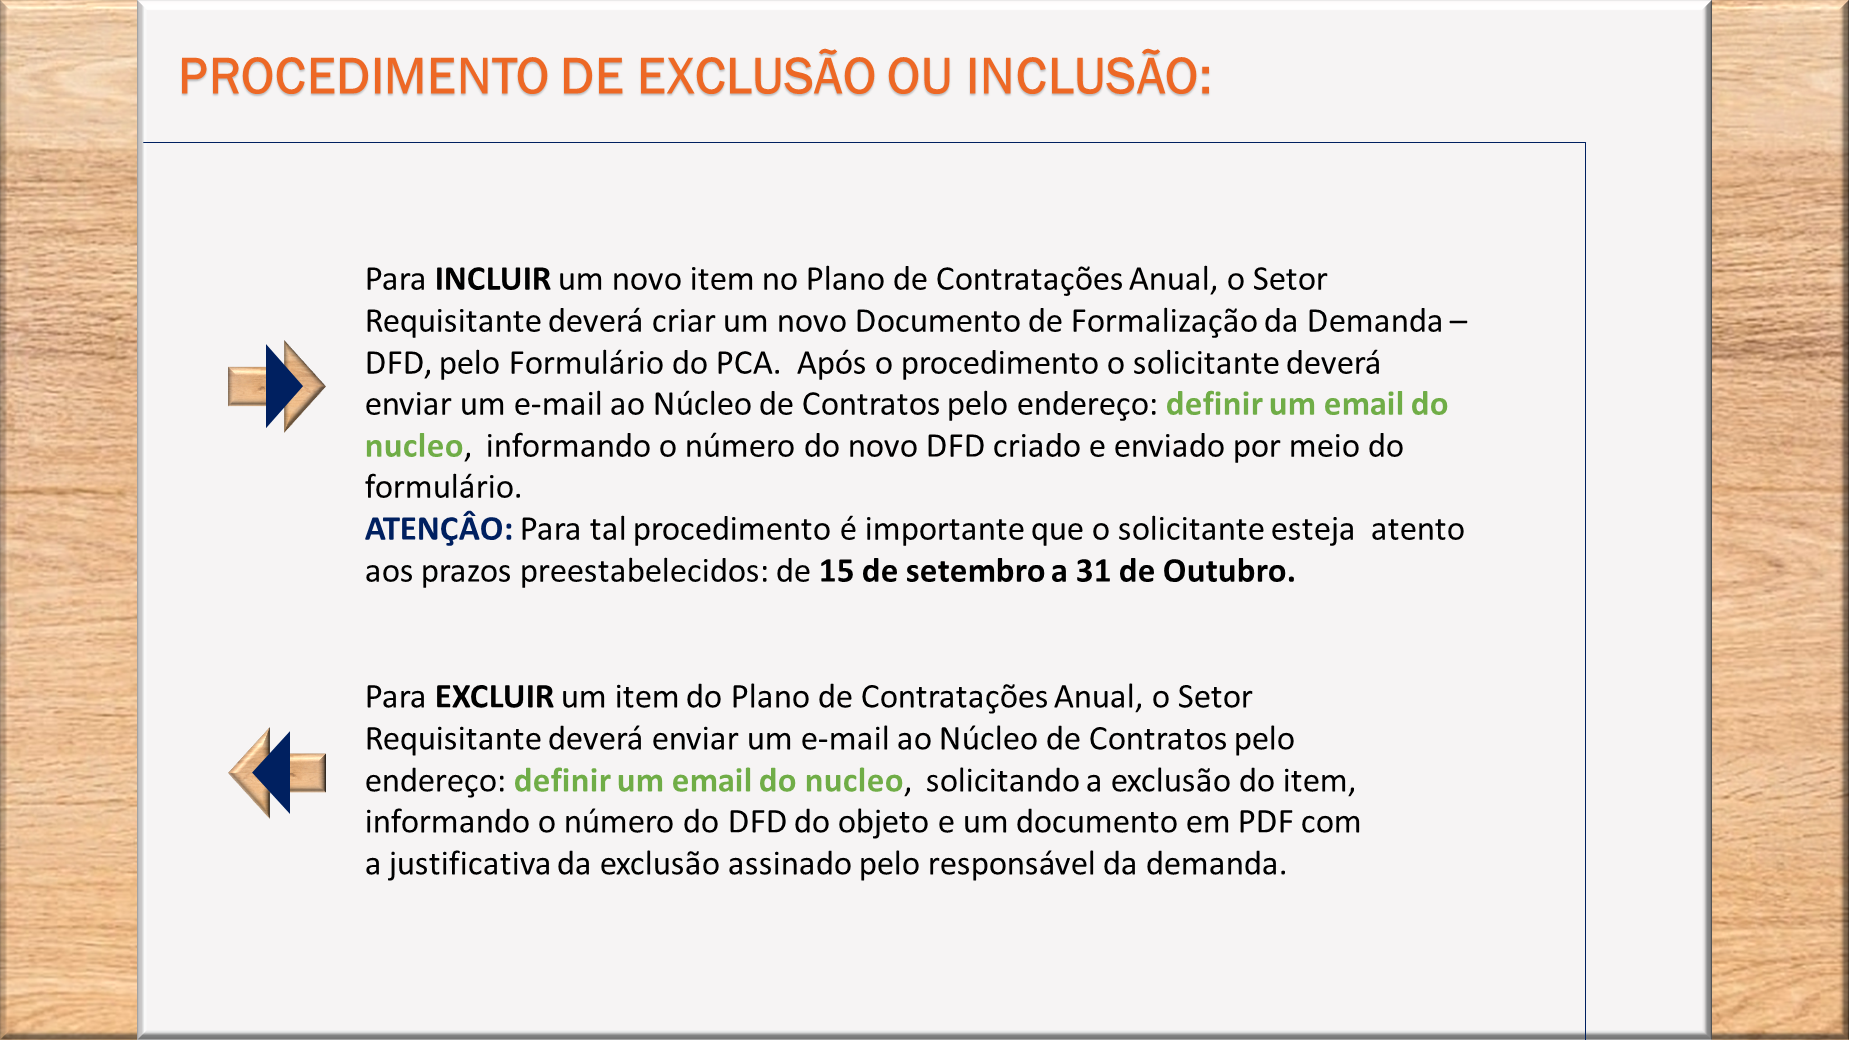 PROCEDIMENTO DE EXCLUSÃO OU INCLUSÃO:
Para INCLUIR um novo item no Plano de Contratações Anual, o Setor
Requisitante deverá criar um novo Documento de Formalização da Demanda –
DFD, pelo Formulário do PCA.  Após o procedimento o solicitante deverá
enviar um e-mail ao Núcleo de Contratos pelo endereço: definir um email do
nucleo,  informando o número do novo DFD criado e enviado por meio do
formulário.
ATENÇÂO: Para tal procedimento é importante que o solicitante esteja  atento
aos prazos preestabelecidos: de 15 de setembro a 31 de Outubro.
Para EXCLUIR um item do Plano de Contratações Anual, o Setor
Requisitante deverá enviar um e-mail ao Núcleo de Contratos pelo
endereço: definir um email do nucleo,  solicitando a exclusão do item,
informando o número do DFD do objeto e um documento em PDF com
a justificativa da exclusão assinado pelo responsável da demanda.